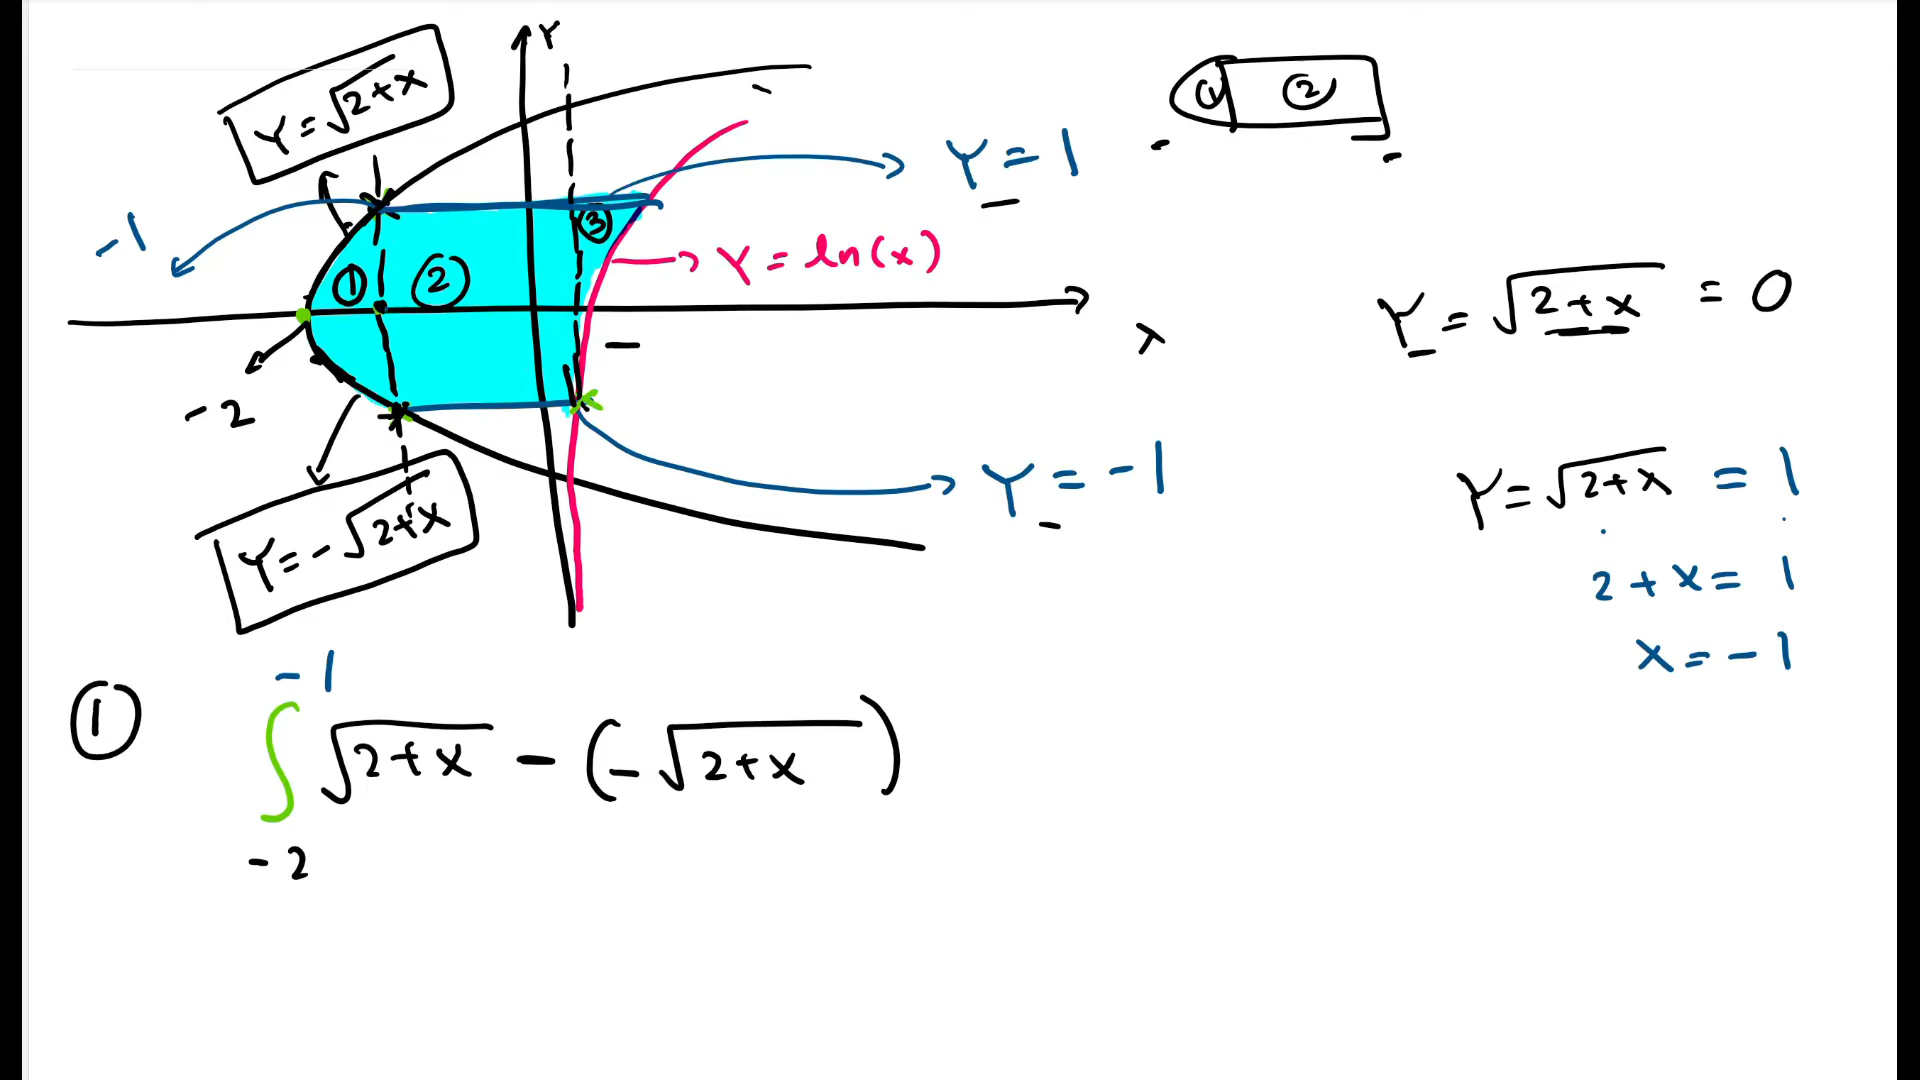 Y
Y = √2+x
① ②
Y = 1
-1
③
Y = ln(x)
① ②
Y = √2+x = 0
x
-2
Y = -1
Y = √2+x = 1
Y = -√2+x
2 + x = 1
x = -1
① ∫ -1 -2 √2+x - (-√2+x)